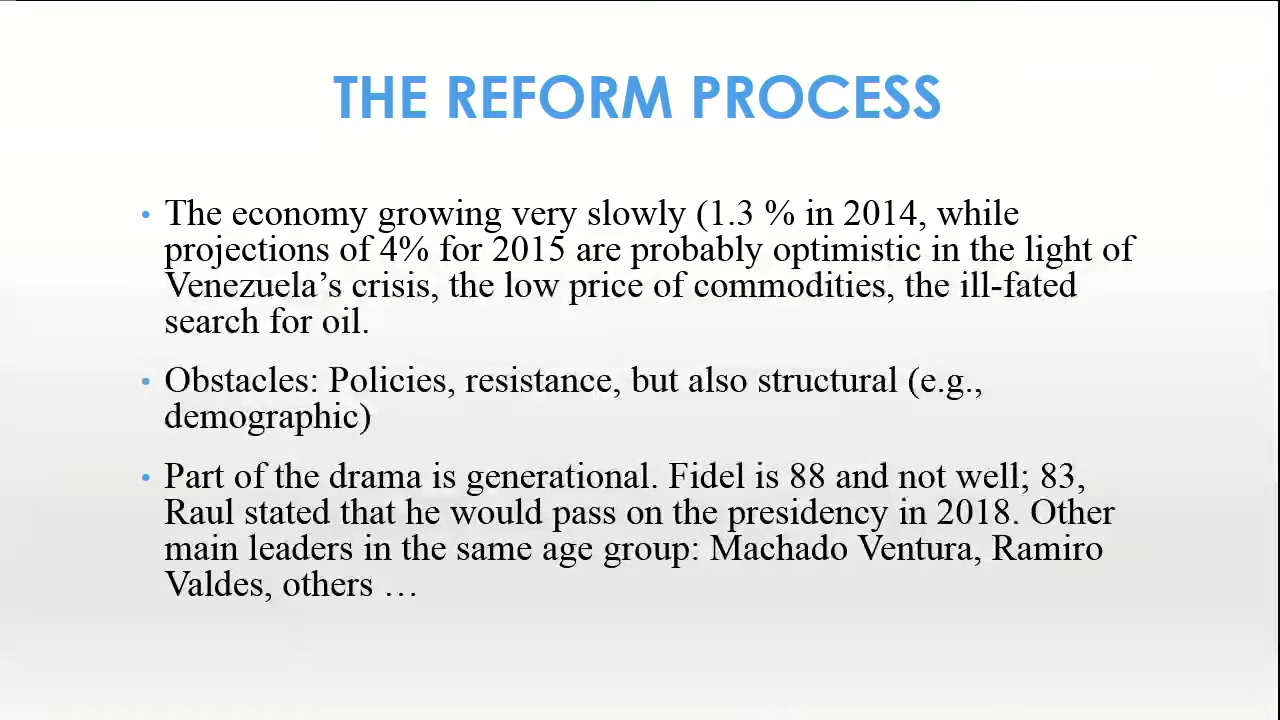 THE REFORM PROCESS
• The economy growing very slowly (1.3 % in 2014, while
projections of 4% for 2015 are probably optimistic in the light of
Venezuela’s crisis, the low price of commodities, the ill-fated
search for oil.
• Obstacles: Policies, resistance, but also structural (e.g.,
demographic)
• Part of the drama is generational. Fidel is 88 and not well; 83,
Raul stated that he would pass on the presidency in 2018. Other
main leaders in the same age group: Machado Ventura, Ramiro
Valdes, others …